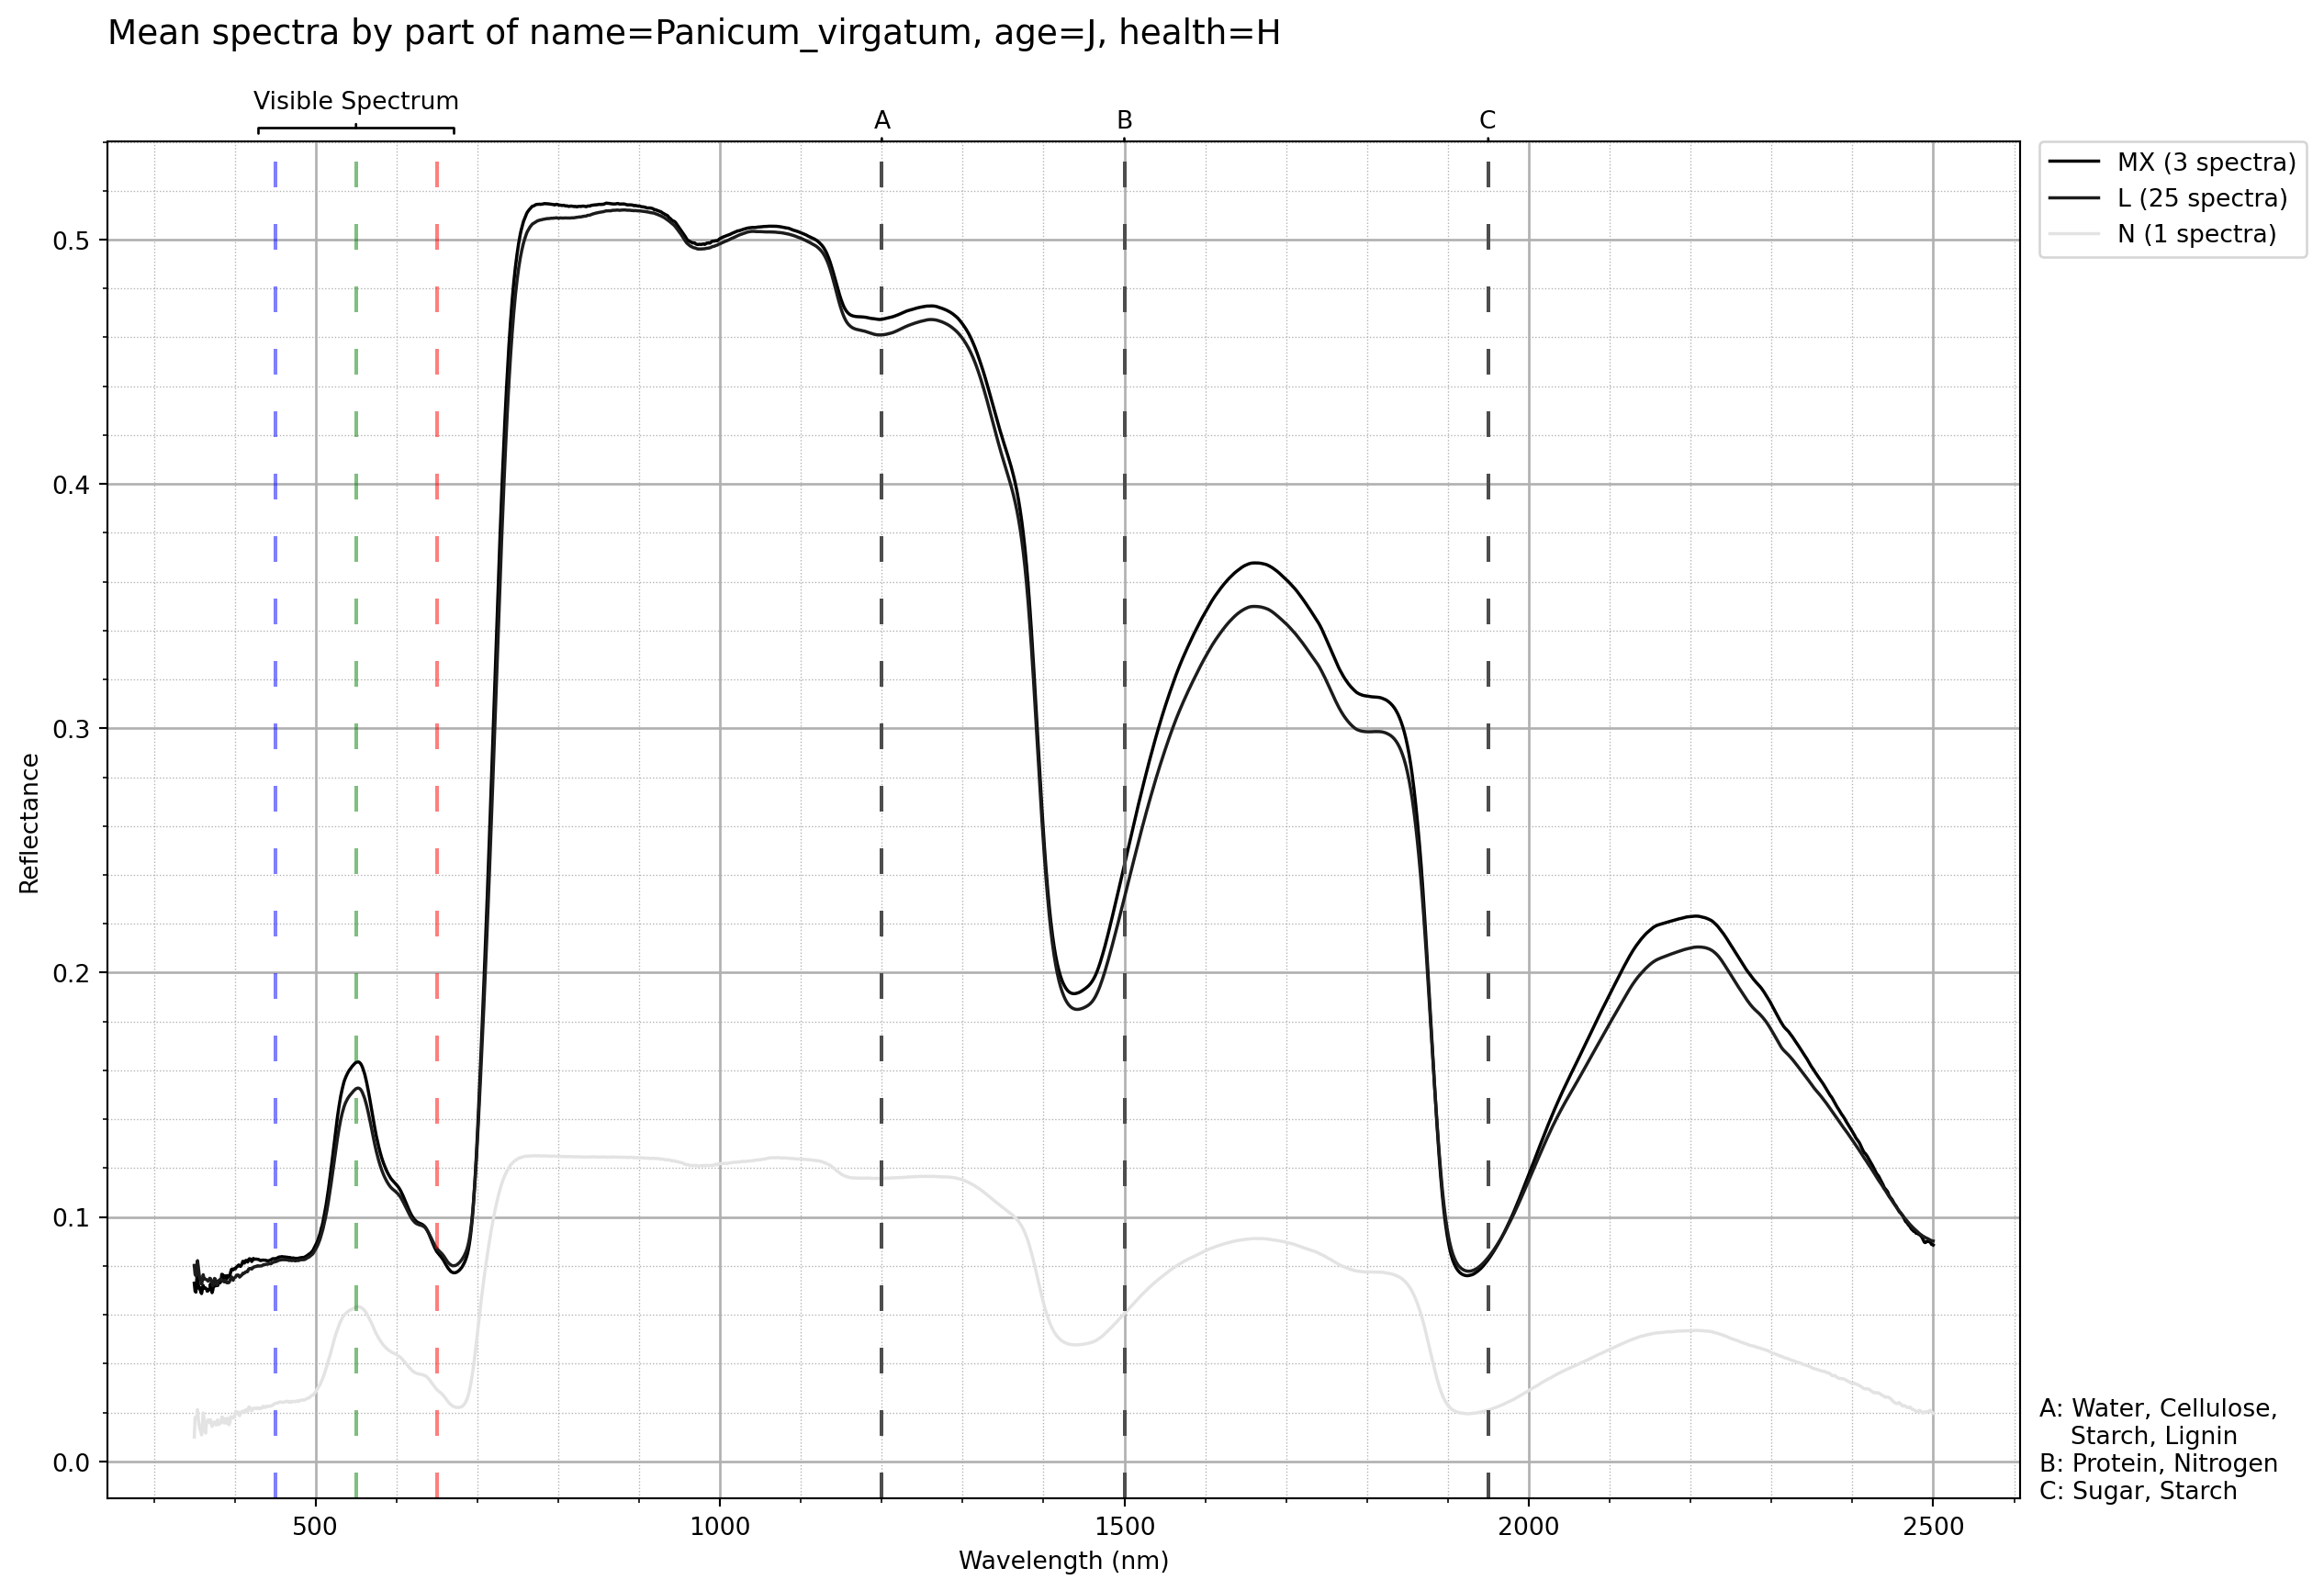 Mean spectra by part of name=Panicum_virgatum, age=J, health=H
Visible Spectrum
A
B
C
MX (3 spectra)
L (25 spectra)
N (1 spectra)
0.5
0.4
0.3
0.2
0.1
0.0
Reflectance
500
1000
1500
2000
2500
Wavelength (nm)
A: Water, Cellulose,
Starch, Lignin
B: Protein, Nitrogen
C: Sugar, Starch